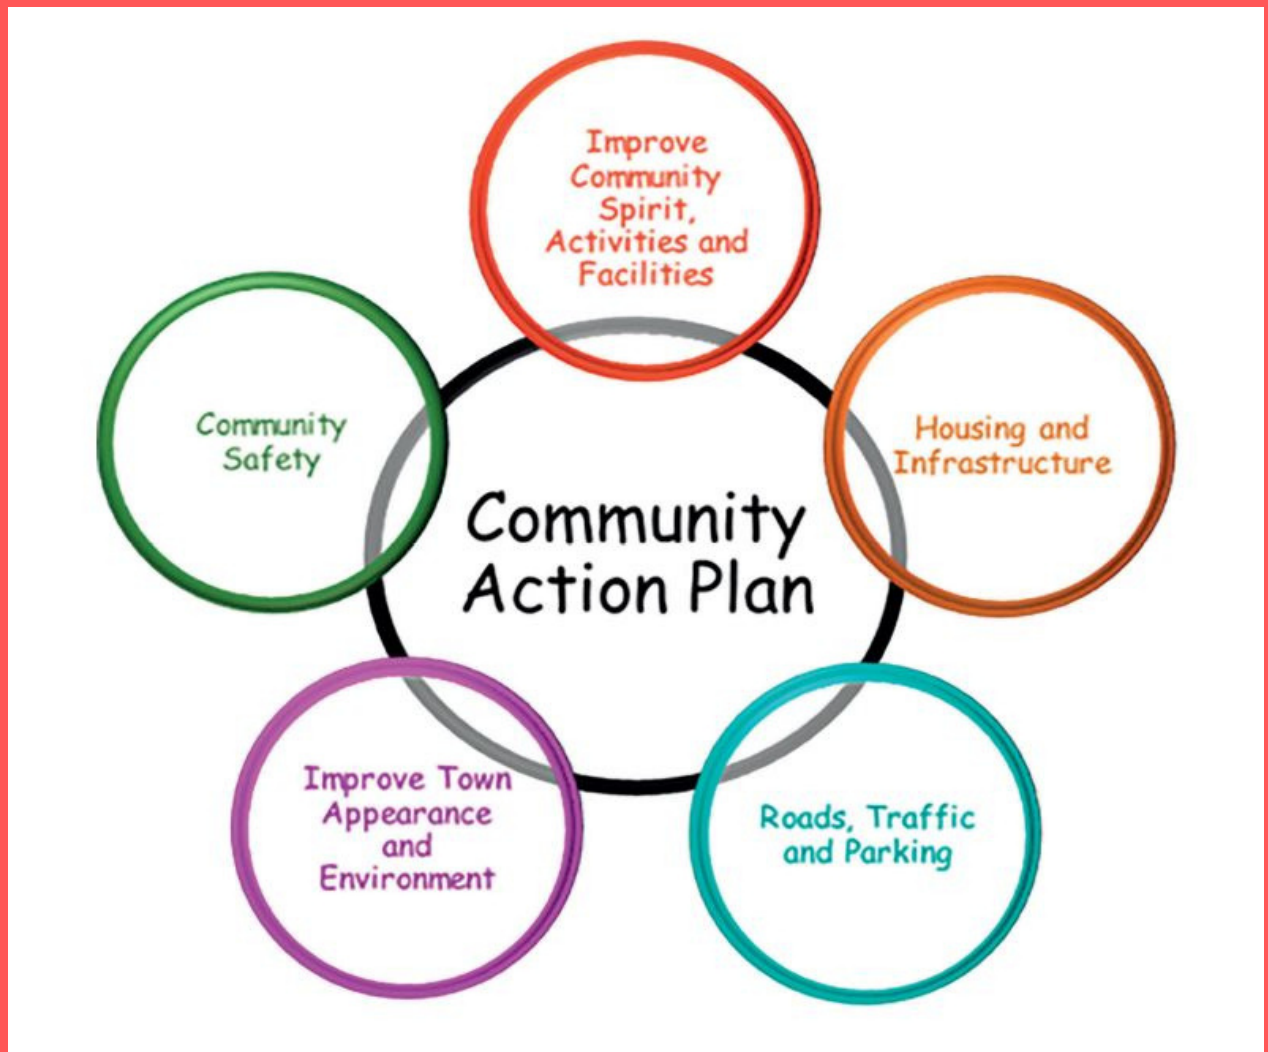 Improve
Community
Spirit,
Activities and
Facilities
Community
Safety
Housing and
Infrastructure
Community
Action Plan
Improve Town
Appearance
and
Environment
Roads, Traffic
and Parking